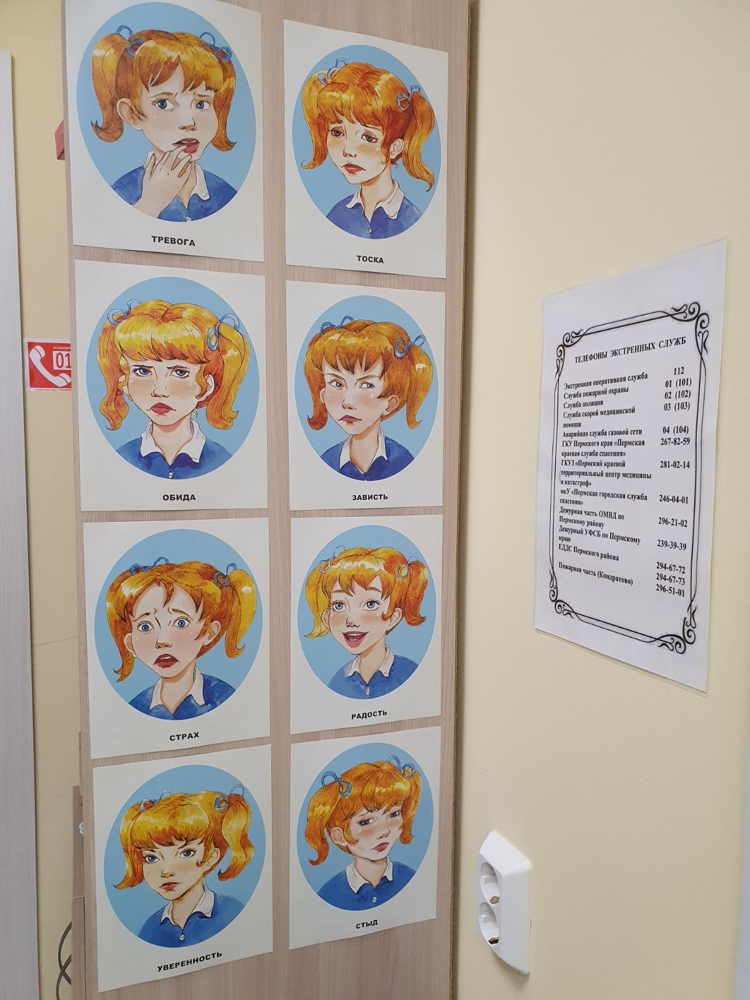 ТРЕВОГА
ТОСКА
ОБИДА
ЗАВИСТЬ
СТРАХ
РАДОСТЬ
УВЕРЕННОСТЬ
СТЫД
01
ТЕЛЕФОНЫ ЭКСТРЕННЫХ СЛУЖБ
Экстренная оперативная служба 112
Служба пожарной охраны 01 (101)
Служба полиции 02 (102)
Служба скорой медицинской 03 (103)
помощи
Аварийная служба газовой сети 04 (104)
ГКУ Пермского края «Пермская 267-82-59
краевая служба спасения»
ГКУЗ «Пермский краевой 281-02-14
территориальный центр медицины
и катастроф»
мкУ «Пермская городская служба 246-04-01
спасения»
Дежурная часть ОМВД по 296-21-02
Пермскому району
Дежурный УФСБ по Пермскому 239-39-39
краю
ЕДДС Пермского района 294-67-72
294-67-73
Пожарная часть (Кондратово) 296-51-01